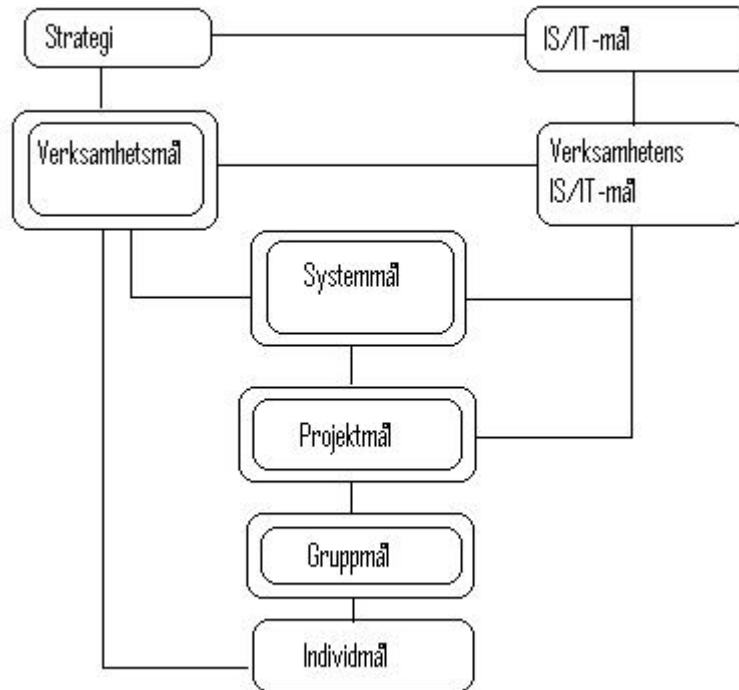 Strategi
IS/IT-mål
Verksamhetsmål
Verksamhetens
IS/IT-mål
Systemmål
Projektmål
Gruppmål
Individmål